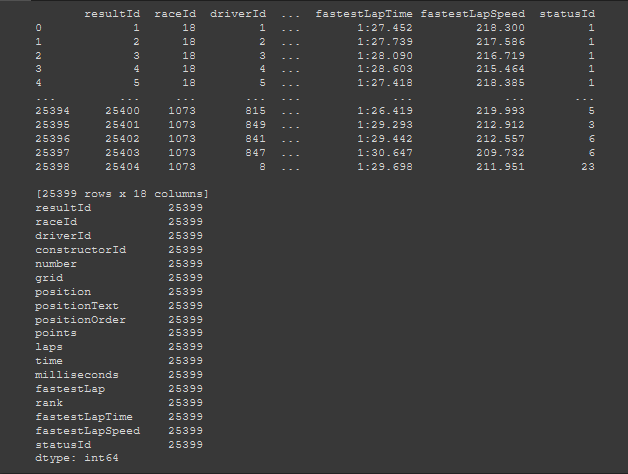 resultId raceId driverId ... fastestLapTime fastestLapSpeed statusId
0 1 18 1 ... 1:27.452 218.300 1
1 2 18 2 ... 1:27.739 217.586 1
2 3 18 3 ... 1:28.090 216.719 1
3 4 18 4 ... 1:28.603 215.464 1
4 5 18 5 ... 1:27.418 218.385 1
... ... ... ... ... ... ... ...
25394 25400 1073 815 ... 1:26.419 219.993 5
25395 25401 1073 849 ... 1:29.293 212.912 3
25396 25402 1073 841 ... 1:29.442 212.557 6
25397 25403 1073 847 ... 1:30.647 209.732 6
25398 25404 1073 8 ... 1:29.698 211.951 23
[25399 rows x 18 columns]
resultId 25399
raceId 25399
driverId 25399
constructorId 25399
number 25399
grid 25399
position 25399
positionText 25399
positionOrder 25399
points 25399
laps 25399
time 25399
milliseconds 25399
fastestLap 25399
rank 25399
fastestLapTime 25399
fastestLapSpeed 25399
statusId 25399
dtype: int64